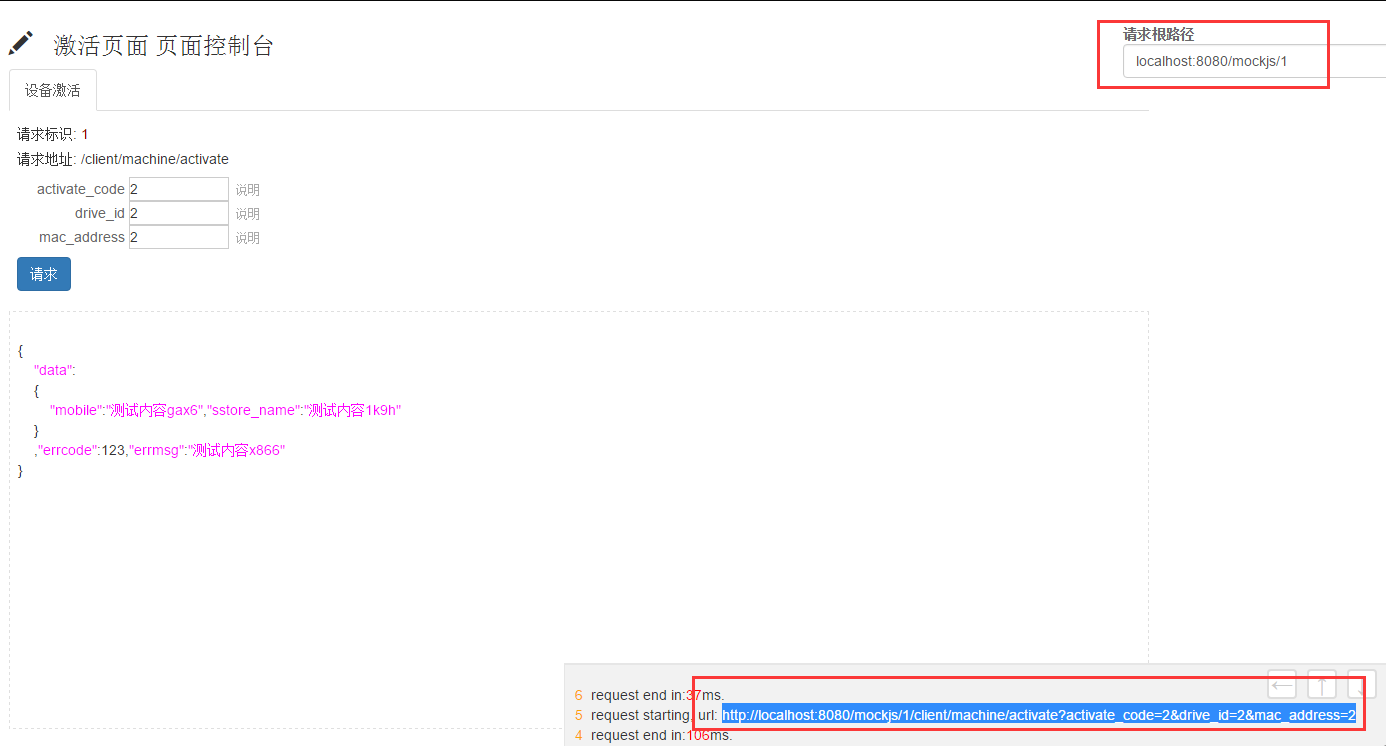 激活页面 页面控制台
请求根路径
localhost:8080/mockjs/1
设备激活
请求标识: 1
请求地址: /client/machine/activate
activate_code 2 说明
drive_id 2 说明
mac_address 2 说明
请求
{
"data":
{
"mobile":"测试内容gax6","sstore_name":"测试内容1k9h"
}
,"errcode":123,"errmsg":"测试内容x866"
}
6 request end in:37ms.
5 request starting, url: http://localhost:8080/mockjs/1/client/machine/activate?activate_code=2&drive_id=2&mac_address=2
4 request end in:106ms.